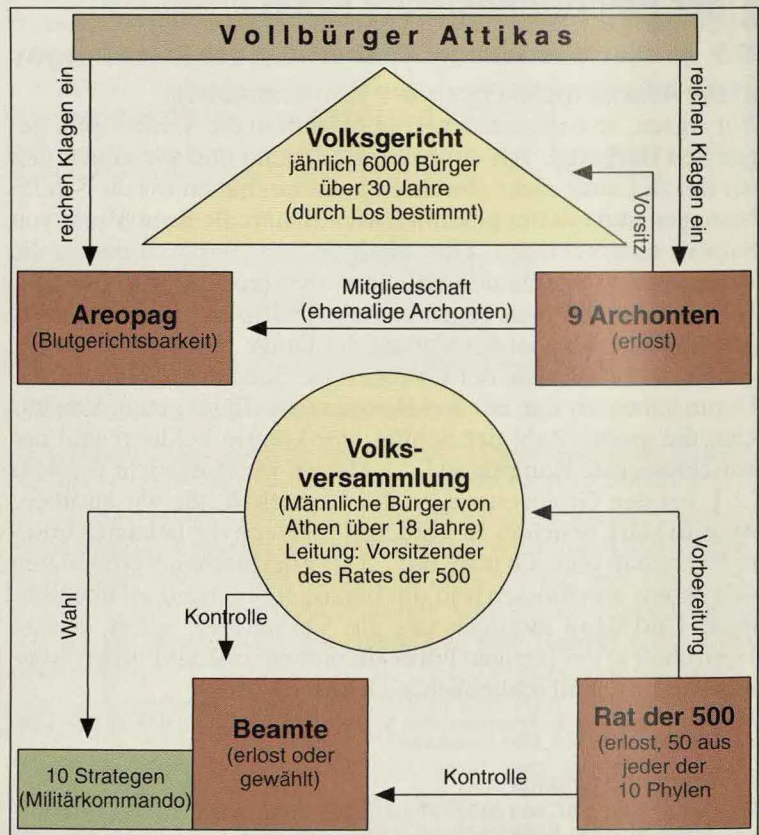 Vollbürger Attikas
reichen Klagen ein
reichen Klagen ein
Volksgericht
jährlich 6000 Bürger
über 30 Jahre
(durch Los bestimmt)
Vorsitz
Areopag
(Blutgerichtsbarkeit)
Mitgliedschaft
(ehemalige Archonten)
9 Archonten
(erlost)
Volks-
versammlung
(Männliche Bürger von
Athen über 18 Jahre)
Leitung: Vorsitzender
des Rates der 500
Wahl
Kontrolle
Vorbereitung
10 Strategen
(Militärkommando)
Beamte
(erlost oder
gewählt)
Kontrolle
Rat der 500
(erlost, 50 aus
jeder der
10 Phylen)